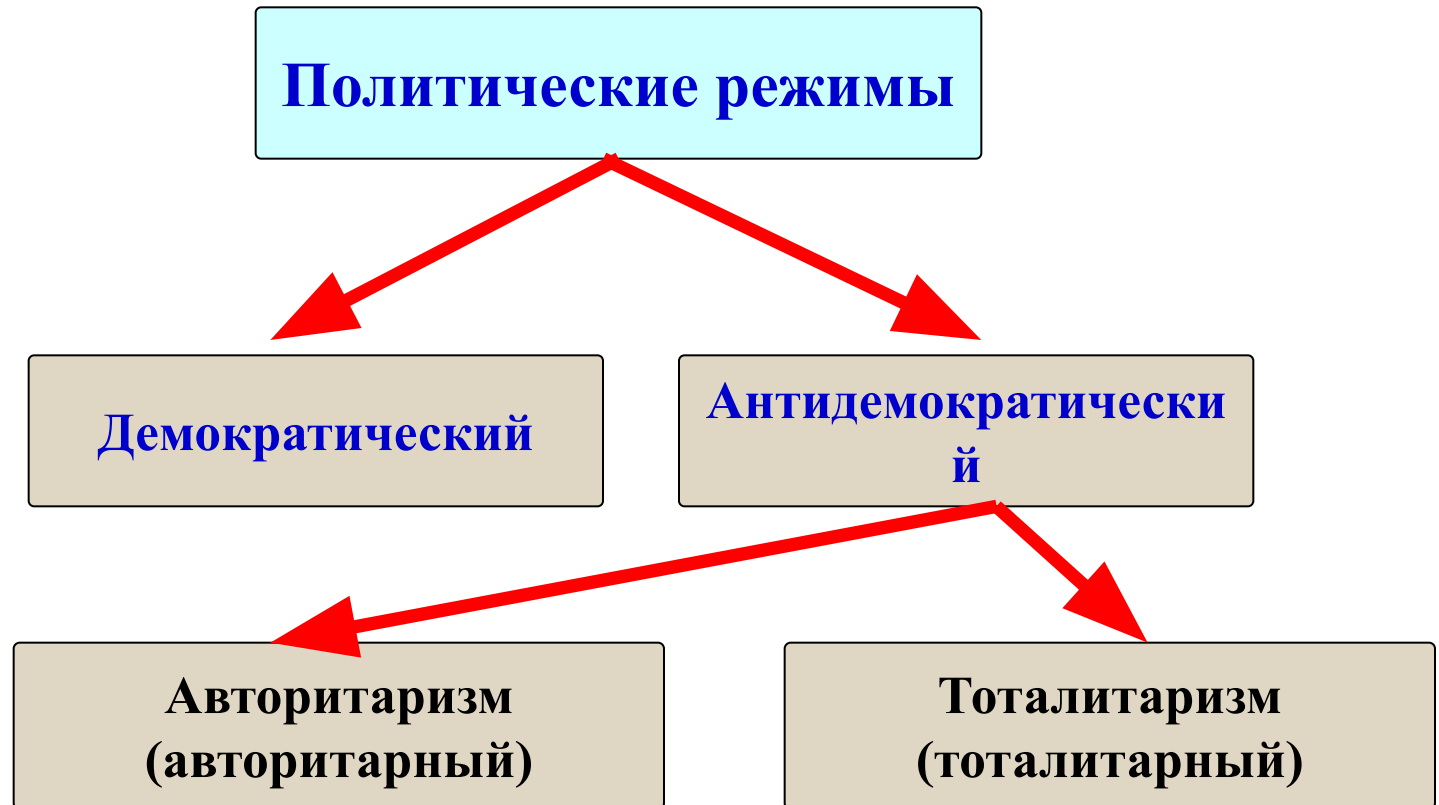 Политические режимы
Демократический
Антидемократически
й
Авторитаризм
(авторитарный)
Тоталитаризм
(тоталитарный)